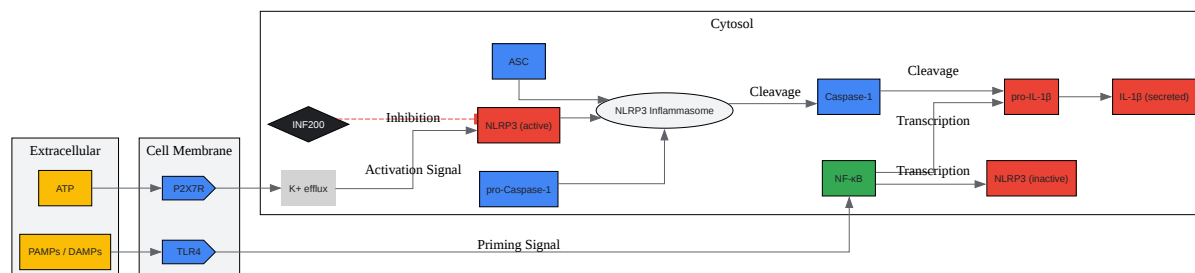 Cytosol
ASC
Cleavage
Cleavage
Caspase-1
pro-IL-1β
IL-1β (secreted)
NLRP3 Inflammasome
INF200
Inhibition
NLRP3 (active)
Transcription
Extracellular
Cell Membrane
Activation Signal
Transcription
ATP
P2X7R
K+ efflux
pro-Caspase-1
NF-κB
NLRP3 (inactive)
PAMPs / DAMPs
TLR4
Priming Signal